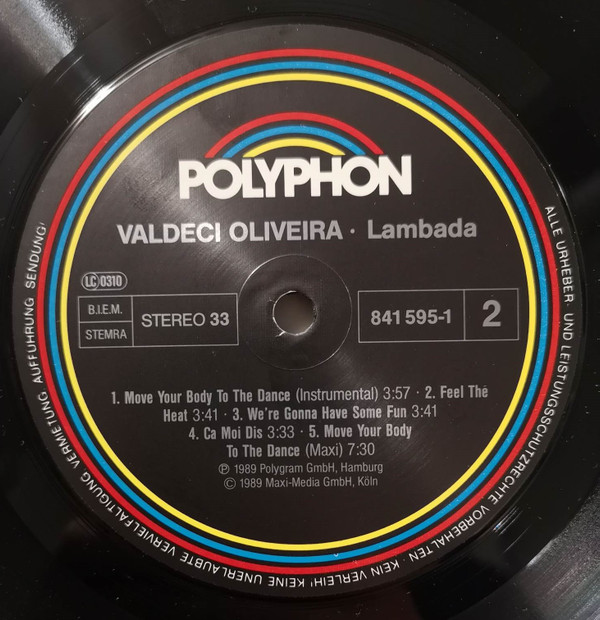 POLYPHON
VALDECI OLIVEIRA · Lambada
LC 0310
B.I.E.M.
STEMRA
STEREO 33
841 595-1
2
1. Move Your Body To The Dance (Instrumental) 3:57 · 2. Feel The
Heat 3:41 · 3. We're Gonna Have Some Fun 3:41
4. Ca Moi Dis 3:33 · 5. Move Your Body
To The Dance (Maxi) 7:30
℗ 1989 Polygram GmbH, Hamburg
© 1989 Maxi-Media GmbH, Köln
ALLE URHEBER- UND LEISTUNGSSCHUTZRECHTE VORBEHALTEN · KEIN VERLEIH! KEINE UNERLAUBTE VERVIELFÄLTIGUNG VERMIETUNG AUFFÜHRUNG SENDUNG!